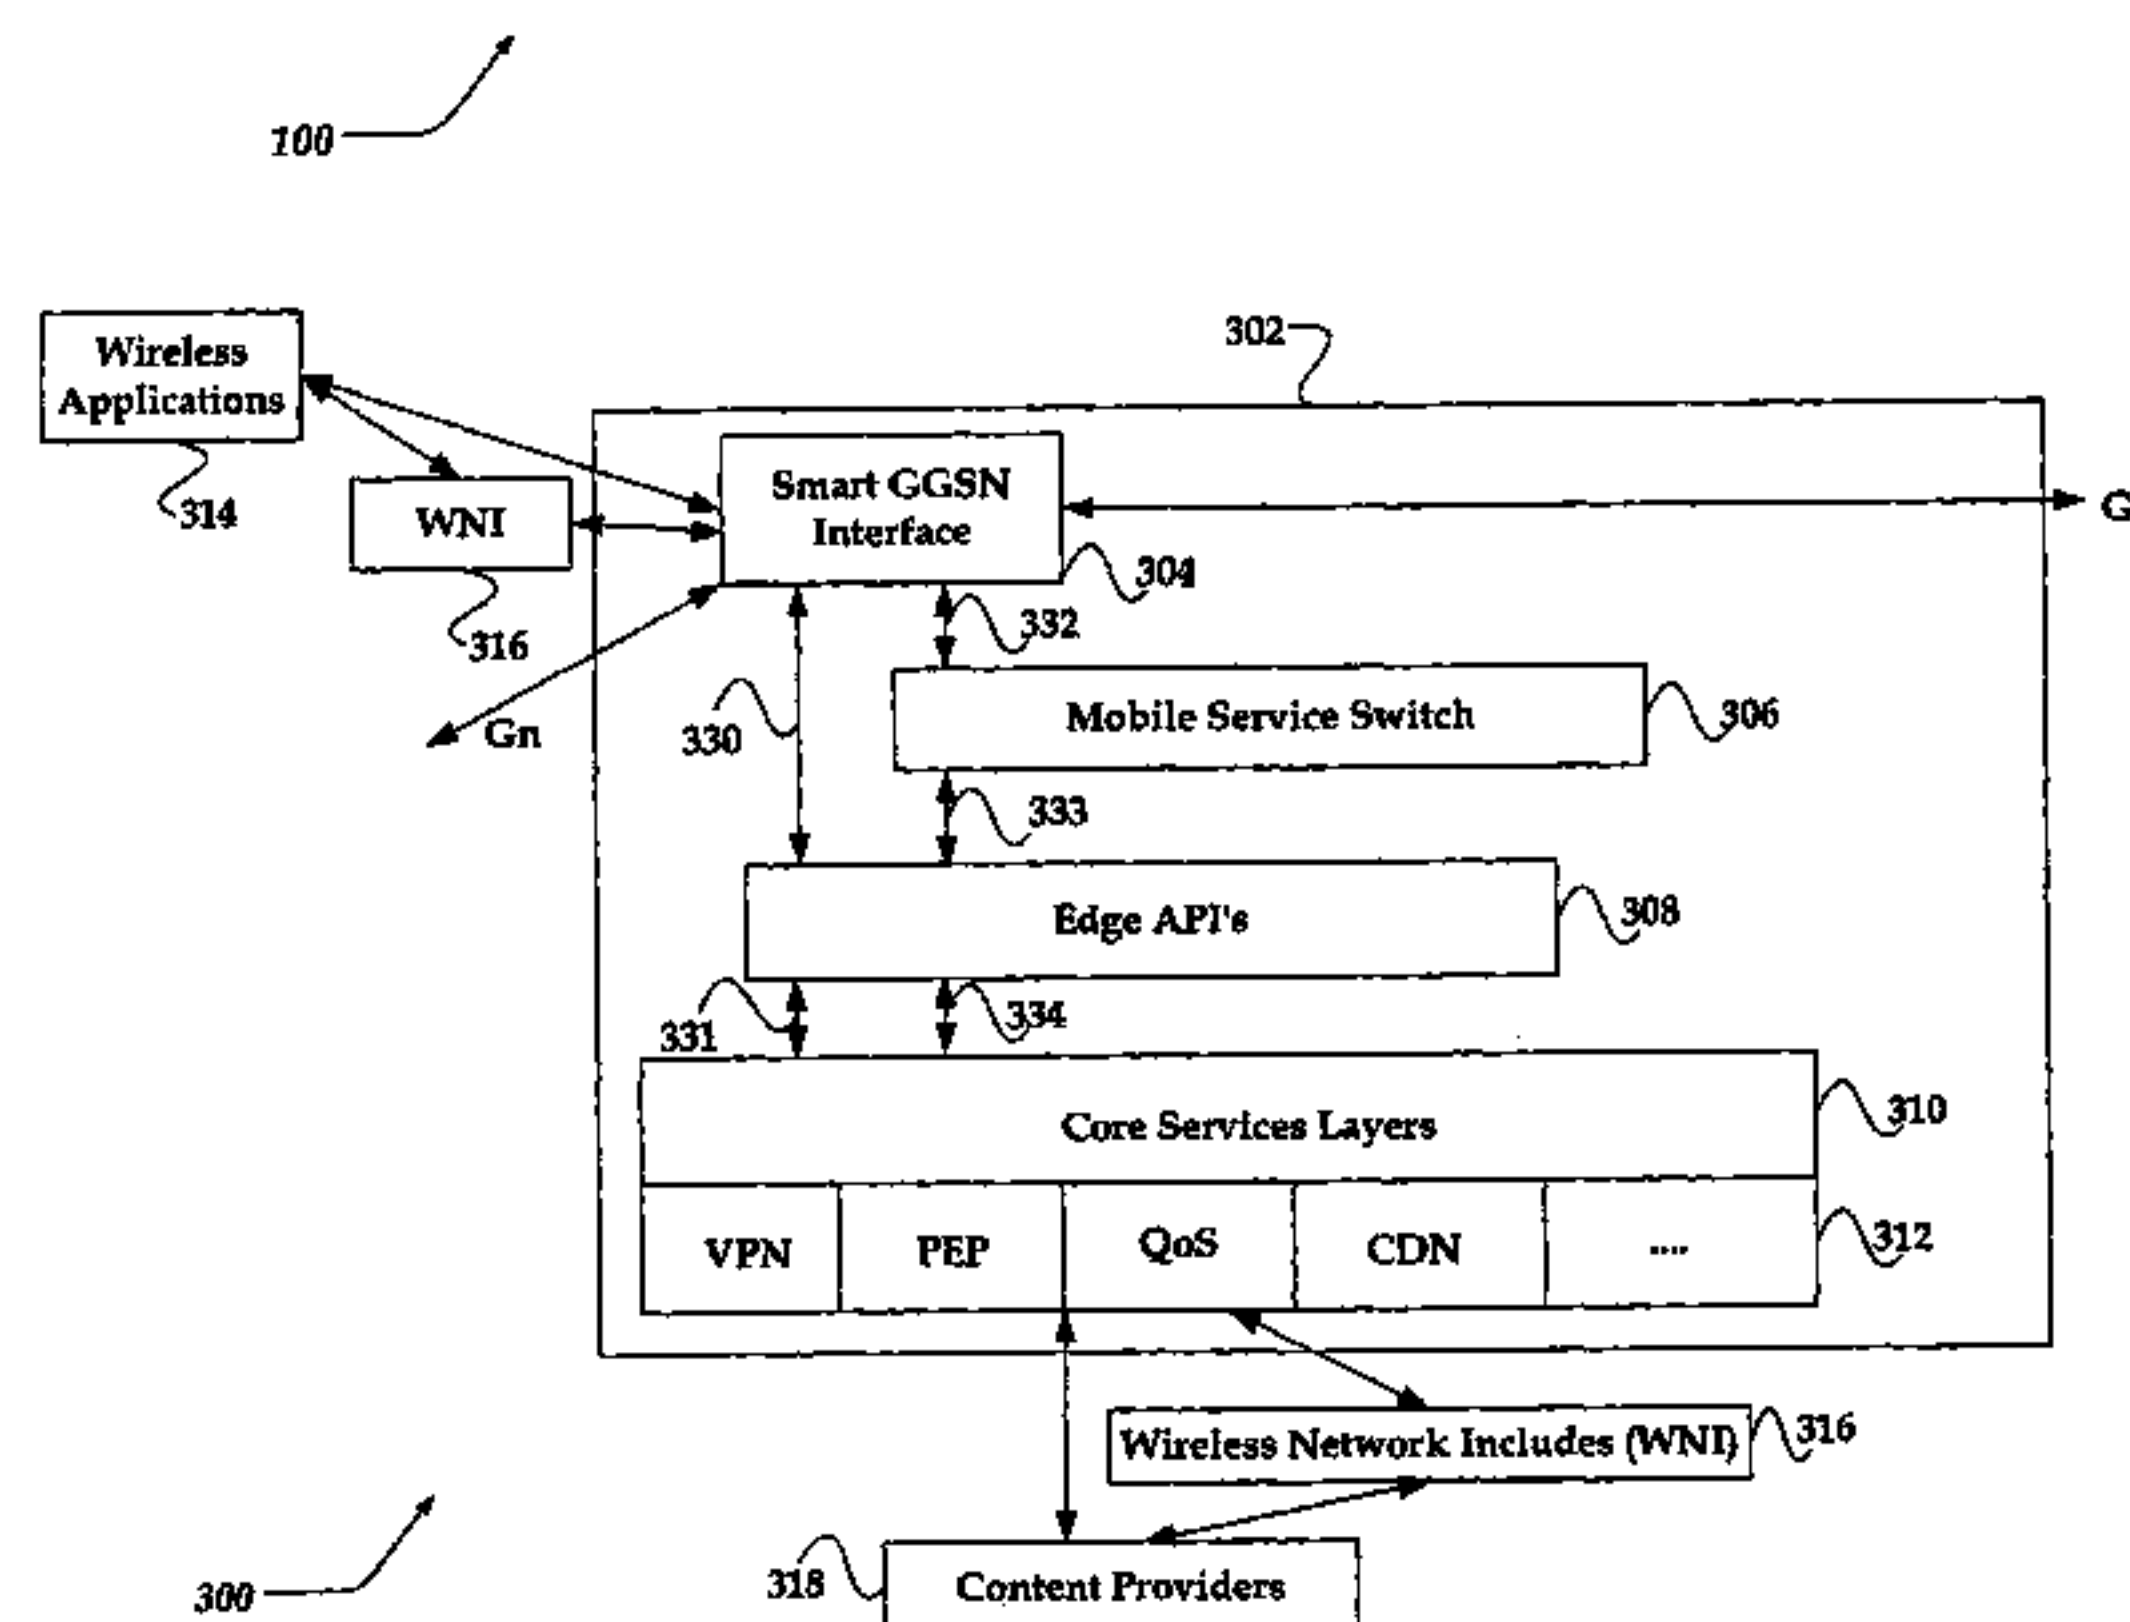 100
302
Wireless
Applications
314
WNI
316
Smart GGSN
Interface
304
G
Gn
332
330
Mobile Service Switch
306
333
Edge API's
308
331
334
Core Services Layers
310
VPN
PEP
QoS
CDN
....
312
Wireless Network Includes (WNI)
316
318
Content Providers
300